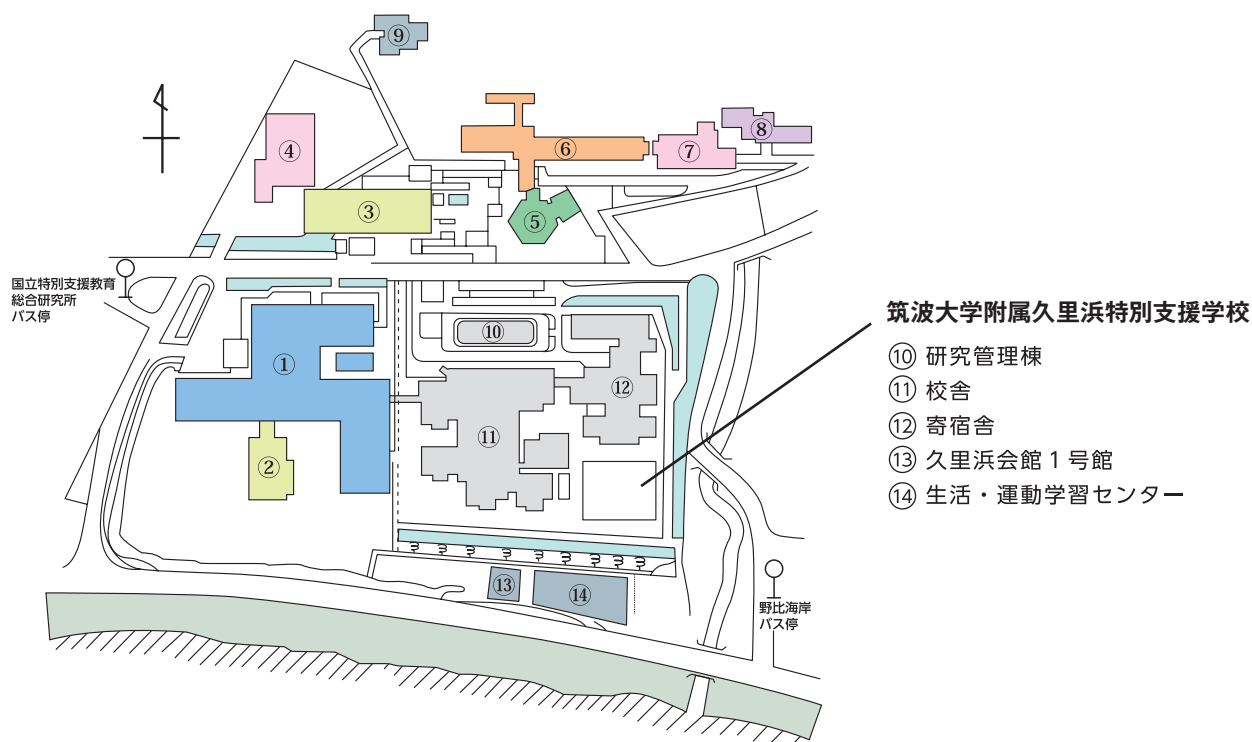 ⑨
⑧
④
⑥
⑦
③
⑤
国立特別支援教育
総合研究所
バス停
⑩
①
⑫
⑪
②
⑬
⑭
野比海岸
バス停
筑波大学附属久里浜特別支援学校
⑩ 研究管理棟
⑪ 校舎
⑫ 寄宿舎
⑬ 久里浜会館1号館
⑭ 生活・運動学習センター